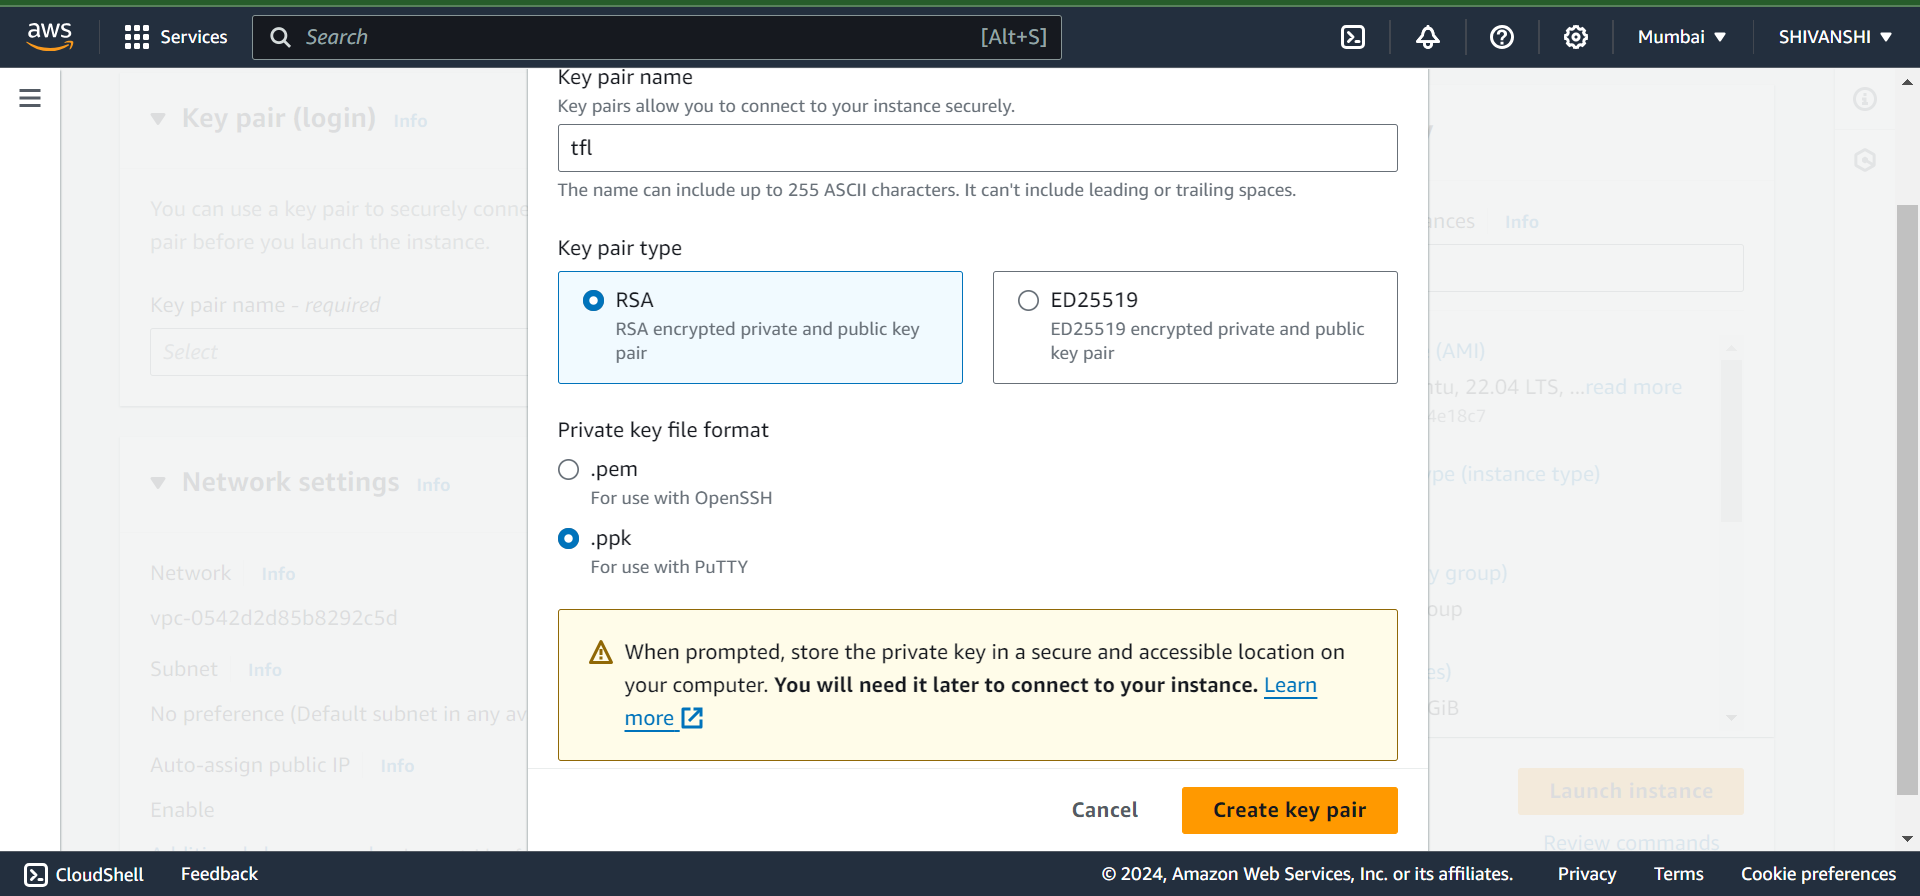 aws
Services
Search
[Alt+S]
Mumbai
SHIVANSHI
Key pair name
Key pairs allow you to connect to your instance securely.
tfl
The name can include up to 255 ASCII characters. It can't include leading or trailing spaces.
Key pair type
RSA
RSA encrypted private and public key
pair
ED25519
ED25519 encrypted private and public
key pair
Private key file format
.pem
For use with OpenSSH
.ppk
For use with PuTTY
When prompted, store the private key in a secure and accessible location on
your computer. You will need it later to connect to your instance. Learn
more
Cancel
Create key pair
Key pair (login) Info
You can use a key pair to securely conne
pair before you launch the instance.
Key pair name - required
Select
Network settings Info
Network Info
vpc-0542d2d85b8292c5d
Subnet Info
No preference (Default subnet in any av
Auto-assign public IP Info
Enable
Info
(AMI)
22.04 LTS, ...read more
4e18c7
(instance type)
group)
GiB
Launch instance
Review commands
CloudShell
Feedback
© 2024, Amazon Web Services, Inc. or its affiliates.
Privacy
Terms
Cookie preferences